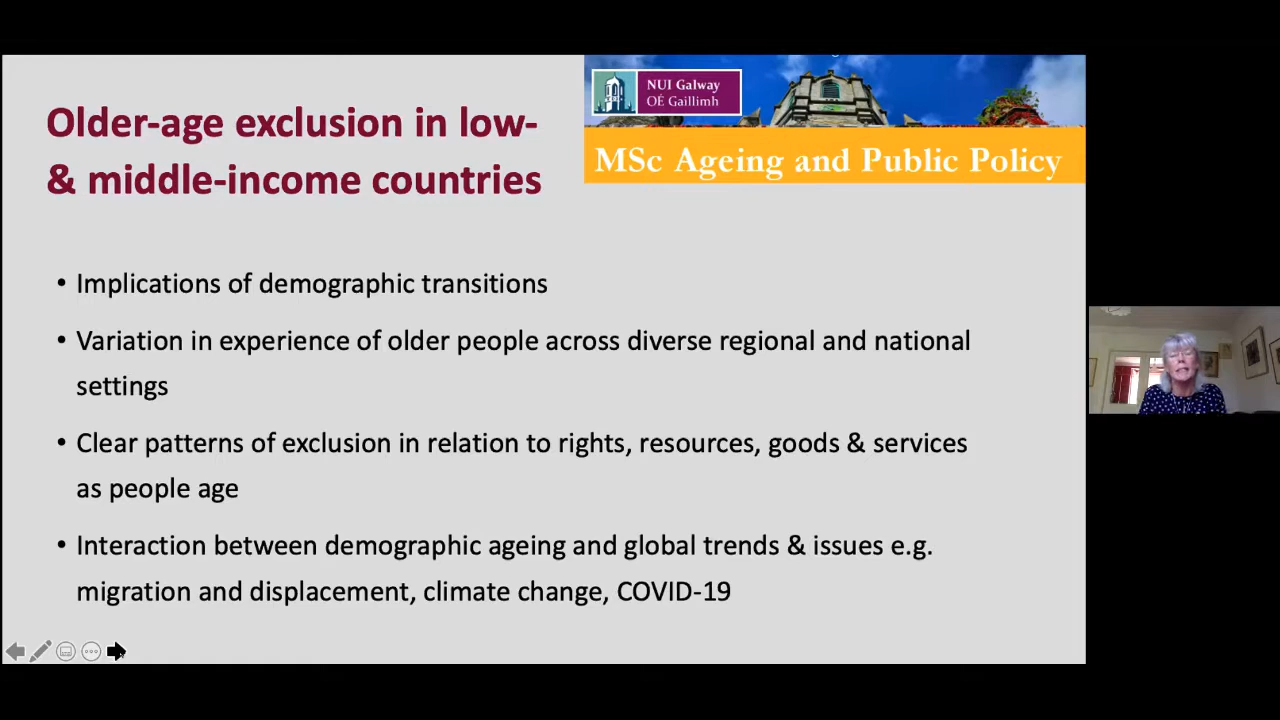 Older-age exclusion in low-
& middle-income countries
NUI Galway
OÉ Gaillimh
MSc Ageing and Public Policy
• Implications of demographic transitions
• Variation in experience of older people across diverse regional and national
settings
• Clear patterns of exclusion in relation to rights, resources, goods & services
as people age
• Interaction between demographic ageing and global trends & issues e.g.
migration and displacement, climate change, COVID-19